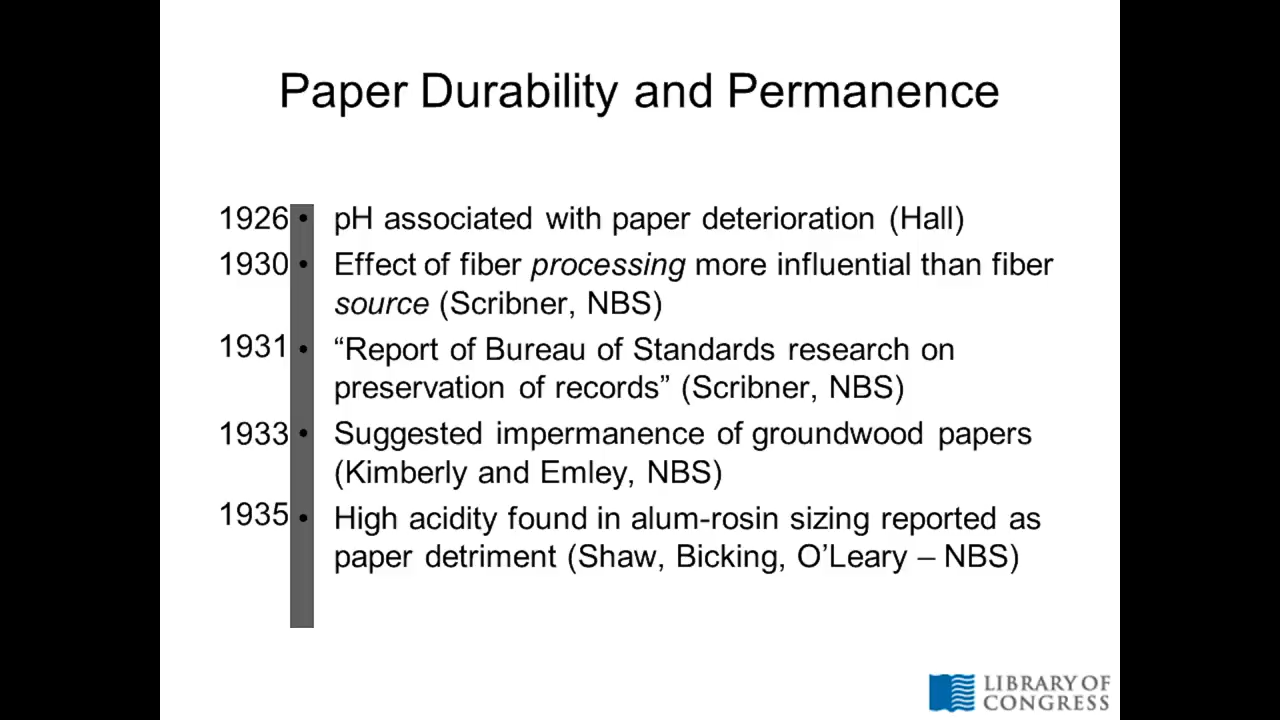 Paper Durability and Permanence
1926 • pH associated with paper deterioration (Hall)
1930 • Effect of fiber processing more influential than fiber
source (Scribner, NBS)
1931 • “Report of Bureau of Standards research on
preservation of records” (Scribner, NBS)
1933 • Suggested impermanence of groundwood papers
(Kimberly and Emley, NBS)
1935 • High acidity found in alum-rosin sizing reported as
paper detriment (Shaw, Bicking, O’Leary – NBS)
LIBRARY OF
CONGRESS